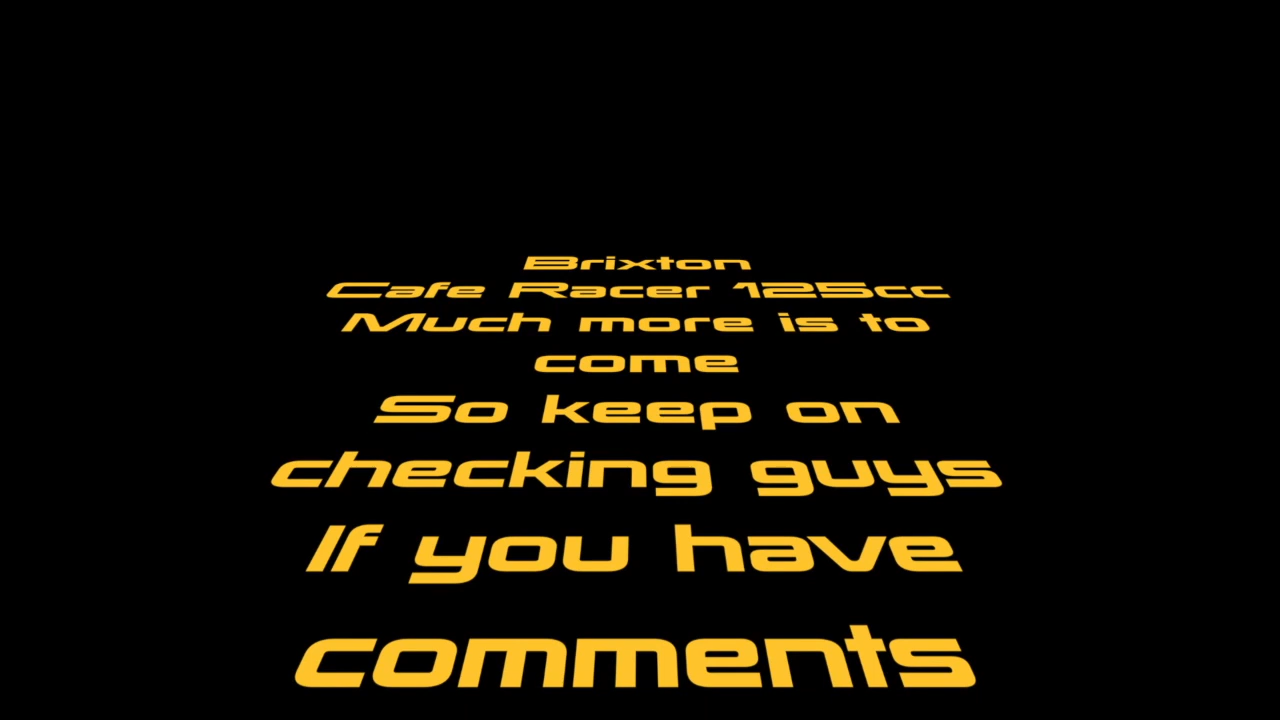 Brixton
Cafe Racer 125cc
Much more is to
come
So keep on
checking guys
If you have
comments